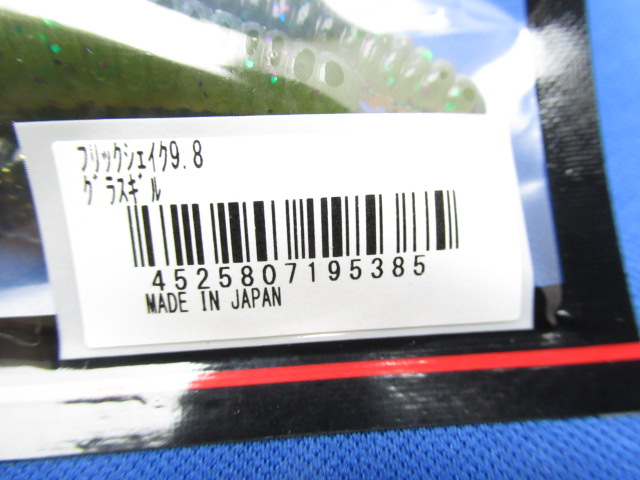 ﾌﾘｯｸｼｪｲｸ9.8
ｸﾞﾗｽｷﾞﾙ
4525807195385
MADE IN JAPAN